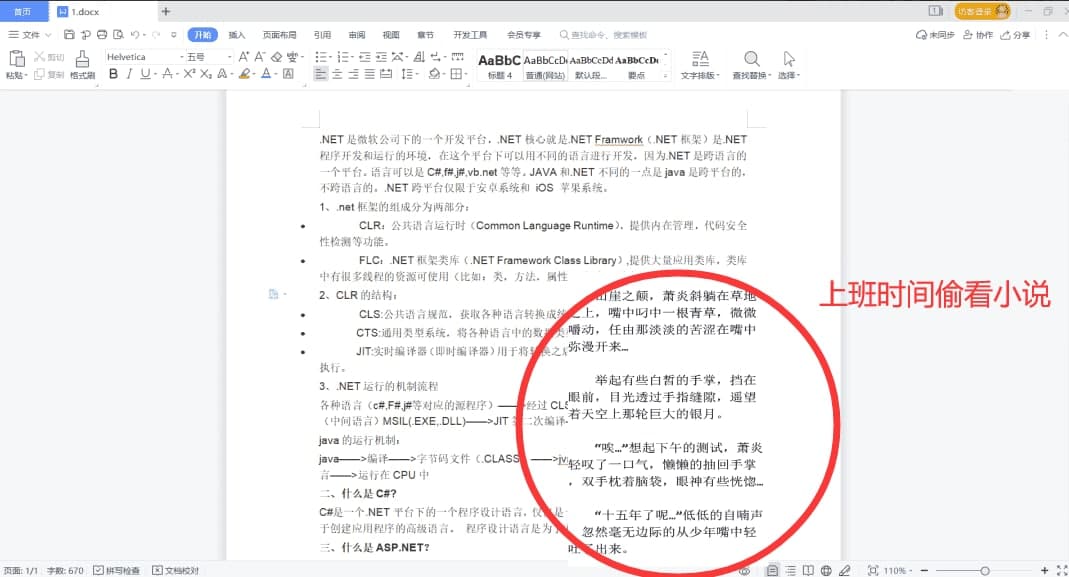 首页
1.docx
+
1
访客登录
文件
开始
插入
页面布局
引用
审阅
视图
章节
开发工具
会员专享
查找命令、搜索模板
未同步
协作
分享
粘贴
剪切
复制
格式刷
Helvetica
五号
AaBbC
标题 4
AaBbCcDc
普通(网站)
AaBbCcDd
默认段...
AaBbCcDc
要点
文字排版
查找替换
选择
.NET 是微软公司下的一个开发平台，.NET 核心就是.NET Framwork（.NET 框架）是.NET
程序开发和运行的环境，在这个平台下可以用不同的语言进行开发，因为.NET 是跨语言的
一个平台。语言可以是 C#,f#,j#,vb.net 等等。JAVA 和.NET 不同的一点是 java 是跨平台的，
不跨语言的。.NET 跨平台仅限于安卓系统和 iOS 苹果系统。
1、.net 框架的组成分为两部分：
CLR：公共语言运行时（Common Language Runtime），提供内在管理，代码安全
性检测等功能。
FLC：.NET 框架类库（.NET Framework Class Library）,提供大量应用类库，类库
中有很多线程的资源可使用（比如：类，方法，属性
2、CLR 的结构：
CLS:公共语言规范，获取各种语言转换成统
CTS:通用类型系统，将各种语言中的数据类
JIT:实时编译器（即时编译器）用于将转换之
执行。
3、.NET 运行的机制流程
各种语言（c#,F#,j#等对应的源程序）——>经过 CLS
（中间语言）MSIL(.EXE,.DLL)——>JIT 第二次编译
java 的运行机制：
java——>编译——>字节码文件（.CLASS）——>jv
言——>运行在 CPU 中
二、什么是 C#?
C#是一个.NET 平台下的一个程序设计语言，仅仅是
于创建应用程序的高级语言， 程序设计语言是为了
三、什么是 ASP.NET?
山崖之颠，萧炎斜躺在草地
之上，嘴中叼中一根青草，微微
嚼动，任由那淡淡的苦涩在嘴中
弥漫开来…
举起有些白皙的手掌，挡在
眼前，目光透过手指缝隙，遥望
着天空上那轮巨大的银月。
“唉…”想起下午的测试，萧炎
轻叹了一口气，懒懒的抽回手掌
，双手枕着脑袋，眼神有些恍惚…
“十五年了呢…”低低的自喃声
，忽然毫无边际的从少年嘴中轻
吐了出来。
上班时间偷看小说
页面: 1/1
字数: 670
拼写检查
文档校对
110%